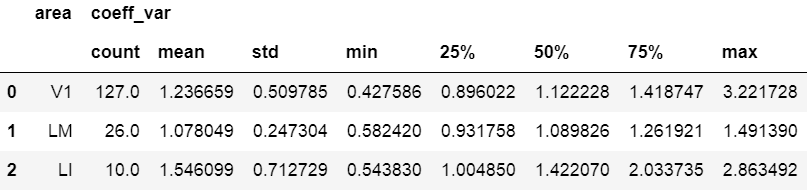 area coeff_var
count mean std min 25% 50% 75% max
0 V1 127.0 1.236659 0.509785 0.427586 0.896022 1.122228 1.418747 3.221728
1 LM 26.0 1.078049 0.247304 0.582420 0.931758 1.089826 1.261921 1.491390
2 LI 10.0 1.546099 0.712729 0.543830 1.004850 1.422070 2.033735 2.863492